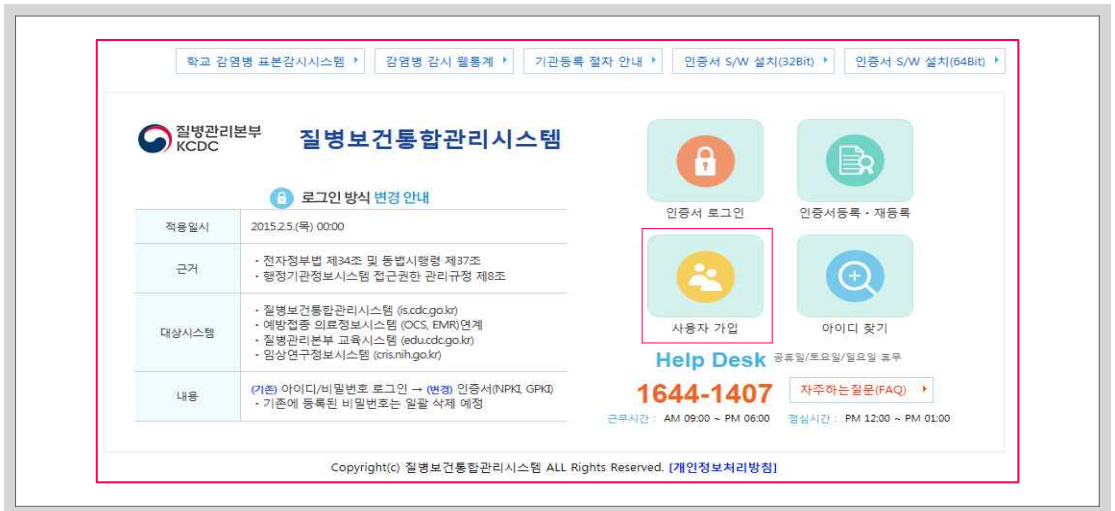 학교 감염병 표본감시시스템
감염병 감시 웹통계
기관등록 절차 안내
인증서 S/W 설치(32Bit)
인증서 S/W 설치(64Bit)
질병관리본부
KCDC
질병보건통합관리시스템
로그인 방식 변경 안내
적용일시
2015.2.5.(목) 00:00
근거
· 전자정부법 제34조 및 동법시행령 제37조
· 행정기관정보시스템 접근권한 관리규정 제8조
대상시스템
· 질병보건통합관리시스템 (is.cdc.go.kr)
· 예방접종 의료정보시스템 (OCS, EMR)연계
· 질병관리본부 교육시스템 (edu.cdc.go.kr)
· 임상연구정보시스템 (cris.nih.go.kr)
내용
(기존) 아이디/비밀번호 로그인 → (변경) 인증서(NPKI, GPKI)
· 기존에 등록된 비밀번호는 일괄 삭제 예정
인증서 로그인
인증서등록 · 재등록
사용자 가입
아이디 찾기
Help Desk 공휴일/토요일/일요일 휴무
1644-1407
자주하는질문(FAQ)
근무시간 : AM 09:00 ~ PM 06:00
점심시간 : PM 12:00 ~ PM 01:00
Copyright(c) 질병보건통합관리시스템 ALL Rights Reserved. [개인정보처리방침]